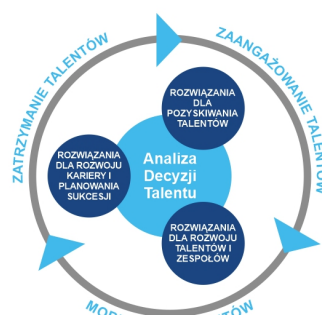 ZATRZYMANIE TALENTÓW
ZAANGAŻOWANIE TALENTÓW
ROZWIĄZANIA
DLA
POZYSKIWANIA
TALENTÓW
ROZWIĄZANIA
DLA ROZWOJU
KARIERY I
PLANOWANIA
SUKCESJI
Analiza
Decyzji
Talentu
ROZWIĄZANIA
DLA ROZWOJU
TALENTÓW I
ZESPOŁÓW